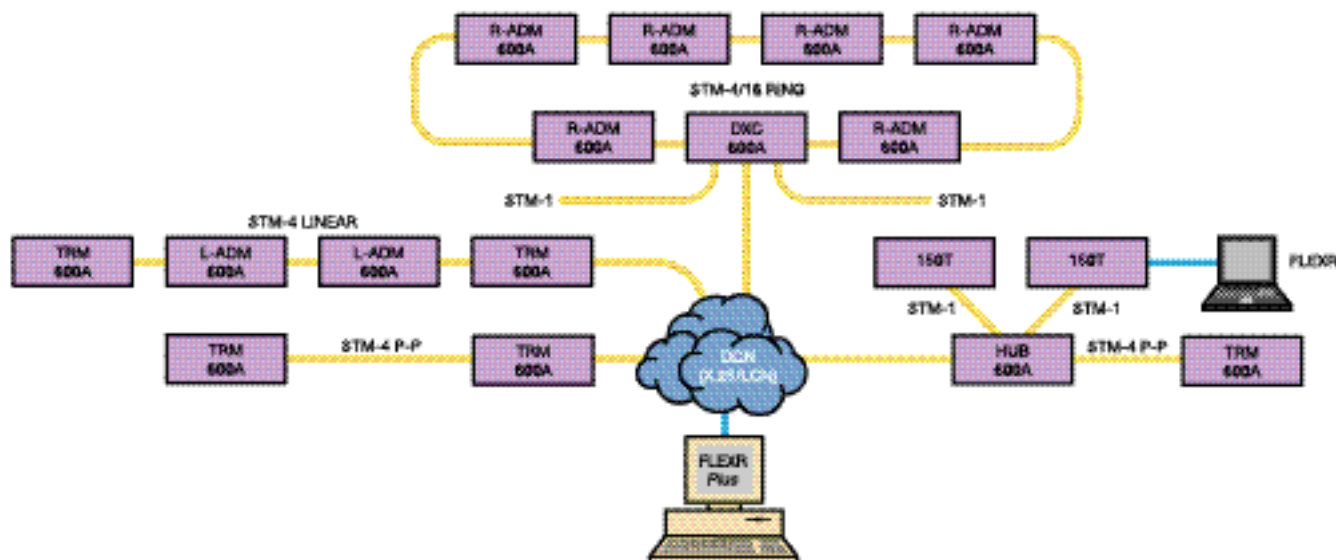 R-ADM
600A
R-ADM
600A
R-ADM
600A
R-ADM
600A
STM-4/16 RING
R-ADM
600A
DXC
600A
R-ADM
600A
STM-1
STM-1
STM-4 LINEAR
TRM
600A
L-ADM
600A
L-ADM
600A
TRM
600A
150T
150T
FLEXR
STM-1
STM-1
TRM
600A
STM-4 P-P
TRM
600A
DCN
(X.25/LCN)
HUB
600A
STM-4 P-P
TRM
600A
FLEXR
Plus